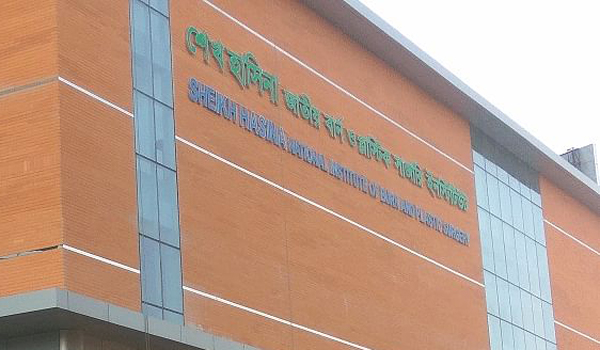 শেখ হাসিনা জাতীয় বার্ন ও প্লাস্টিক সার্জারি ইনস্টিটিউট
SHEIKH HASINA NATIONAL INSTITUTE OF BURN AND PLASTIC SURGERY